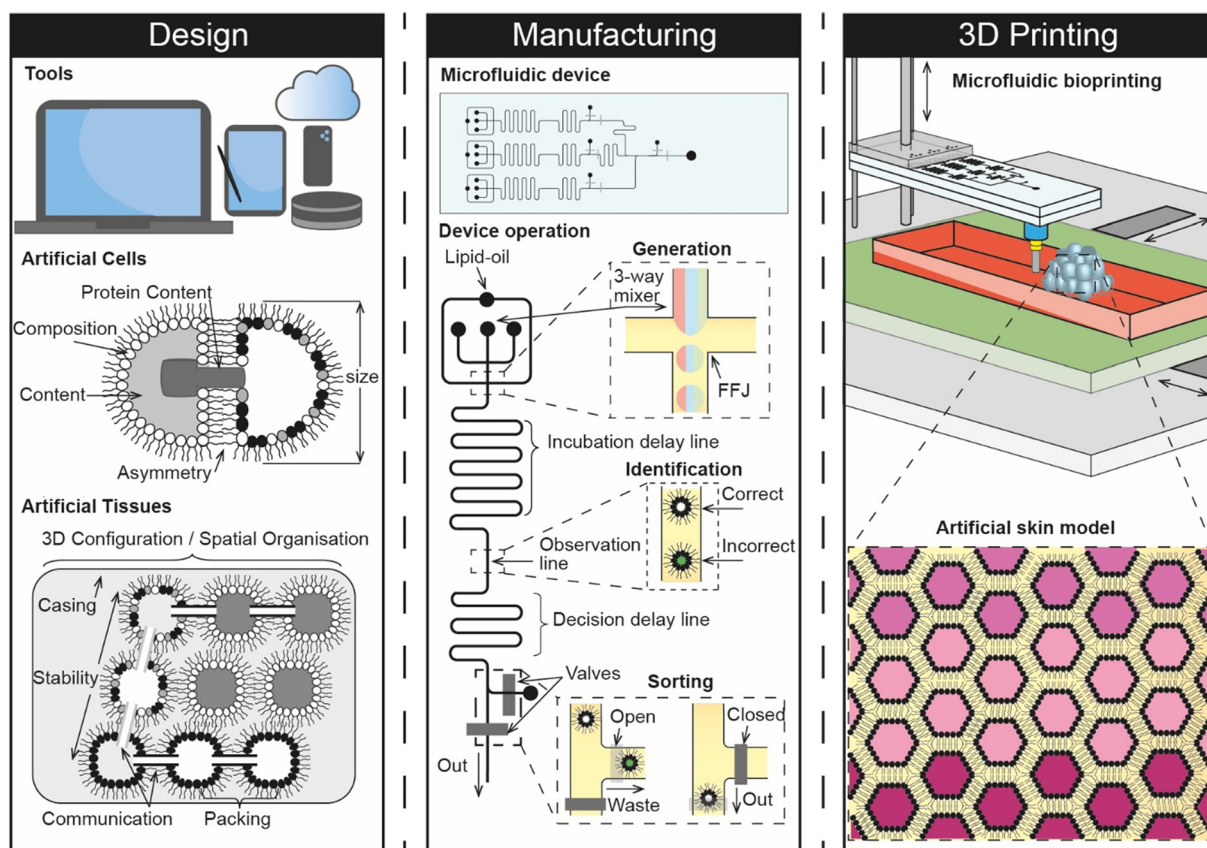 Design
Tools
Artificial Cells
Protein Content
Composition
Content
size
Asymmetry
Artificial Tissues
3D Configuration / Spatial Organisation
Casing
Stability
Communication
Packing
Manufacturing
Microfluidic device
Device operation
Lipid-oil
Generation
3-way
mixer
FFJ
Incubation delay line
Identification
Correct
Observation
line
Incorrect
Decision delay line
Valves
Sorting
Open
Closed
Out
Waste
Out
3D Printing
Microfluidic bioprinting
Artificial skin model